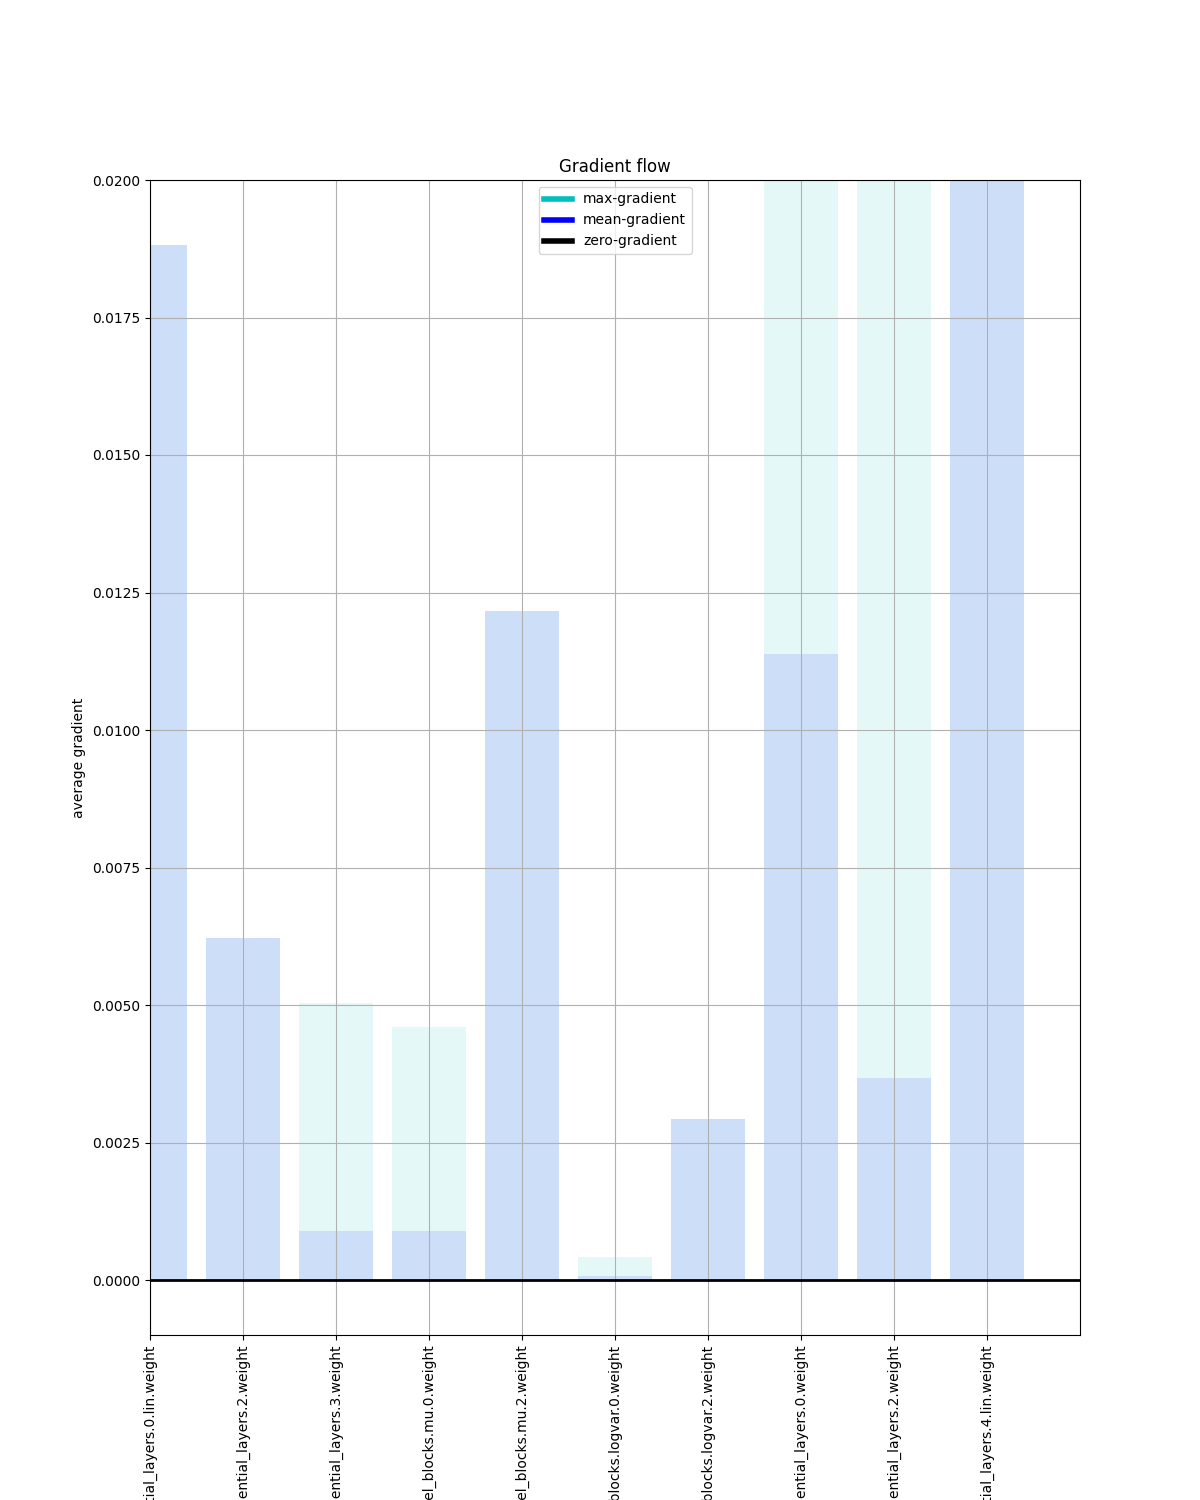 Gradient flow
max-gradient
mean-gradient
zero-gradient
0.0200
0.0175
0.0150
0.0125
0.0100
0.0075
0.0050
0.0025
0.0000
average gradient
tial_layers.0.lin.weight
ential_layers.2.weight
ential_layers.3.weight
el_blocks.mu.0.weight
el_blocks.mu.2.weight
blocks.logvar.0.weight
blocks.logvar.2.weight
ential_layers.0.weight
ential_layers.2.weight
tial_layers.4.lin.weight